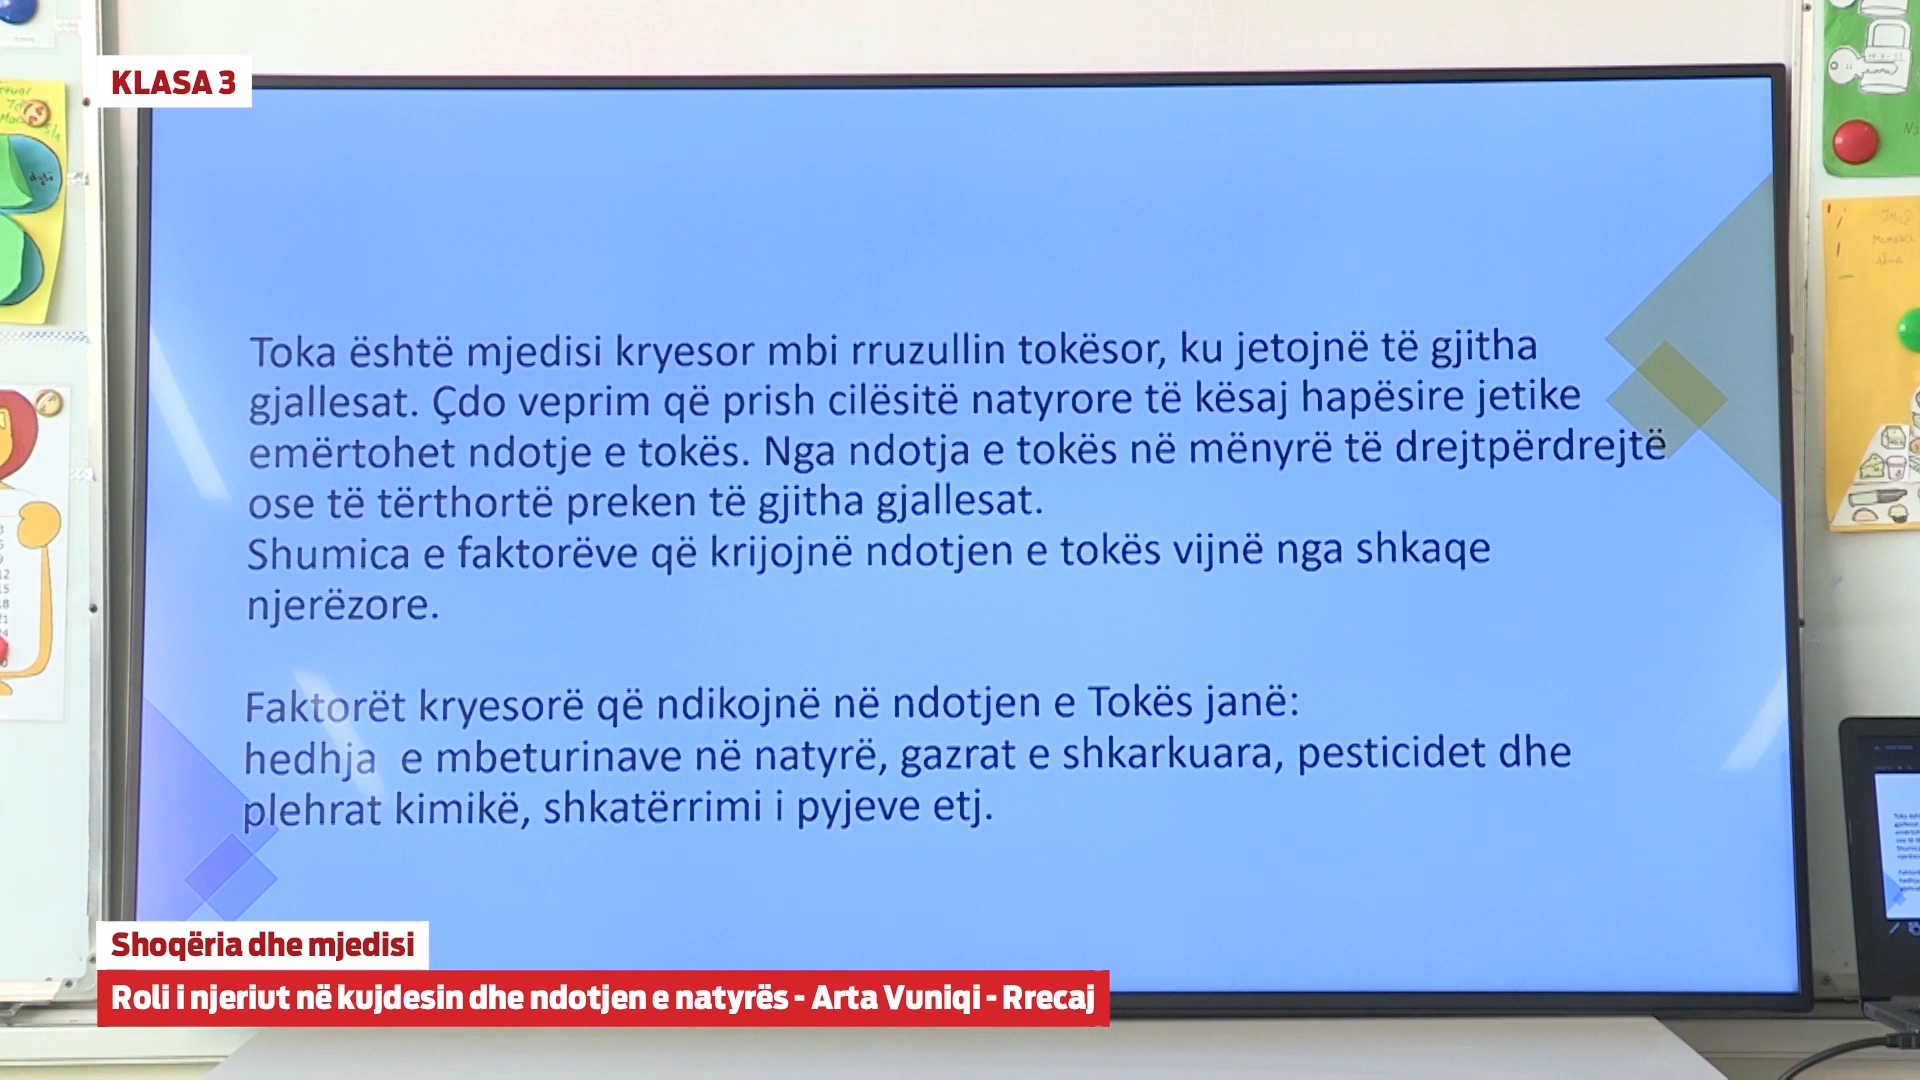 KLASA 3
Toka është mjedisi kryesor mbi rruzullin tokësor, ku jetojnë të gjitha
gjallesat. Çdo veprim që prish cilësitë natyrore të kësaj hapësire jetike
emërtohet ndotje e tokës. Nga ndotja e tokës në mënyrë të drejtpërdrejtë
ose të tërthortë preken të gjitha gjallesat.
Shumica e faktorëve që krijojnë ndotjen e tokës vijnë nga shkaqe
njerëzore.
Faktorët kryesorë që ndikojnë në ndotjen e Tokës janë:
hedhja e mbeturinave në natyrë, gazrat e shkarkuara, pesticidet dhe
plehrat kimikë, shkatërrimi i pyjeve etj.
Shoqëria dhe mjedisi
Roli i njeriut në kujdesin dhe ndotjen e natyrës - Arta Vuniqi - Rrecaj